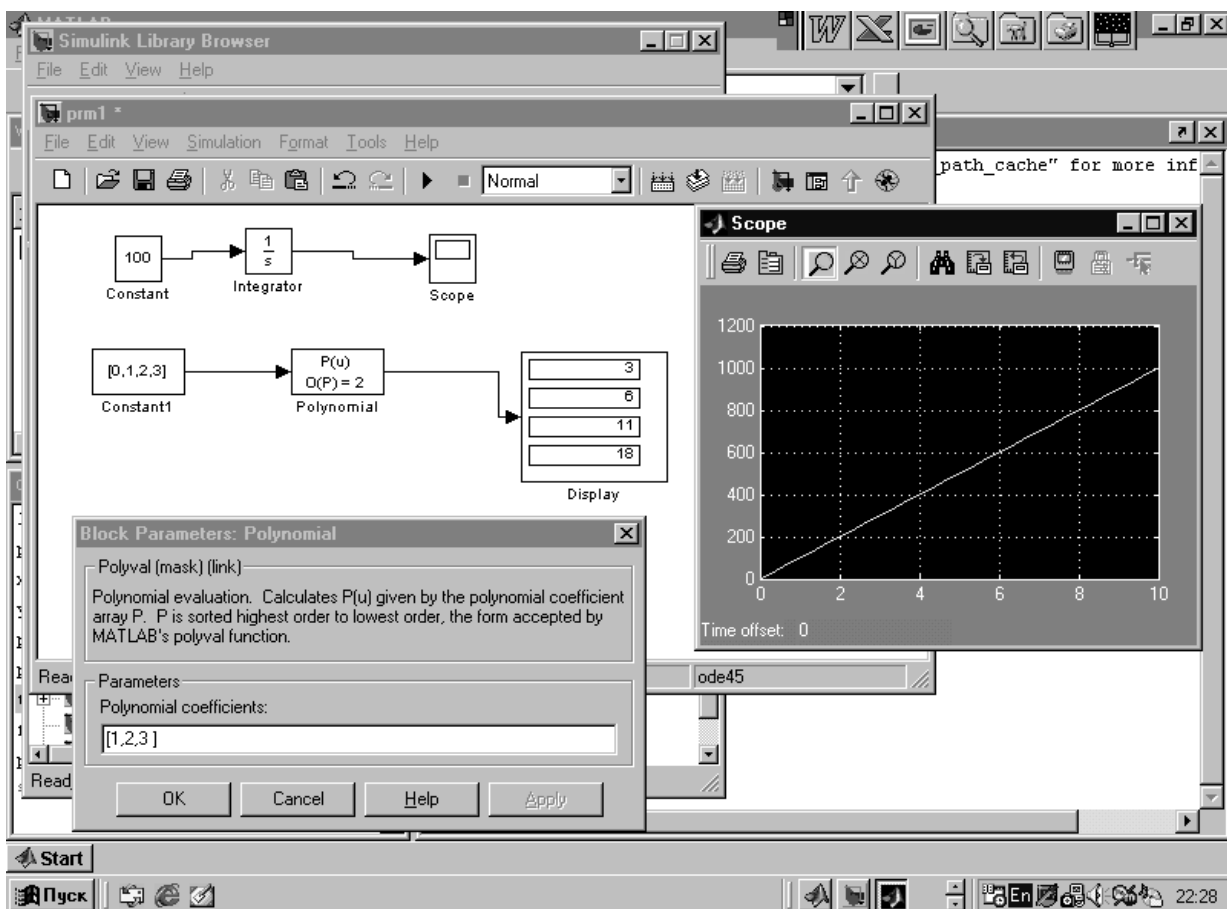 MATLAB
Simulink Library Browser
File Edit View Help
prm1 *
File Edit View Simulation Format Tools Help
Normal
_path_cache" for more inf
100
Constant
1
s
Integrator
Scope
[0,1,2,3]
Constant1
P(u)
O(P) = 2
Polynomial
3
6
11
18
Display
Scope
1200
1000
800
600
400
200
0
0 2 4 6 8 10
Time offset: 0
Block Parameters: Polynomial
Polyval (mask) (link)
Polynomial evaluation. Calculates P(u) given by the polynomial coefficient
array P. P is sorted highest order to lowest order, the form accepted by
MATLAB's polyval function.
Parameters
Polynomial coefficients:
[1,2,3 ]
OK Cancel Help Apply
ode45
Read
Start
Пуск
En
22:28